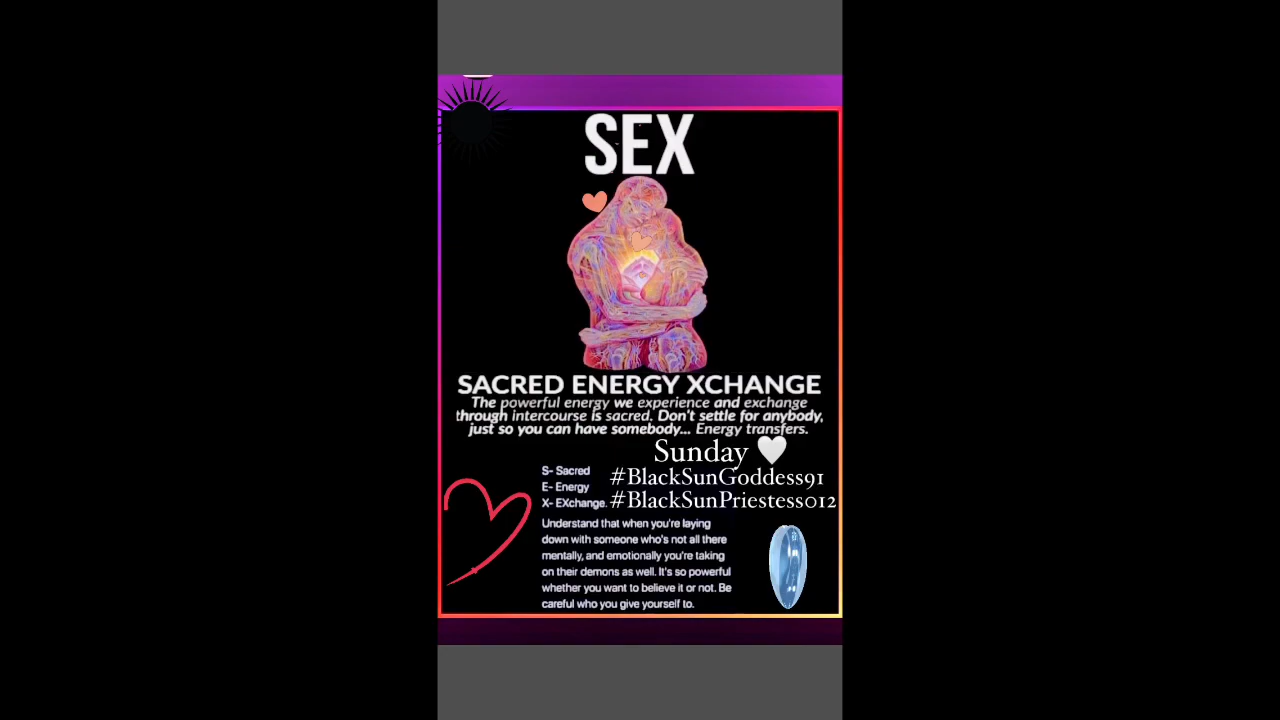 SEX
SACRED ENERGY XCHANGE
The powerful energy we experience and exchange
through intercourse is sacred. Don't settle for anybody,
just so you can have somebody... Energy transfers.
Sunday 🤍
#BlackSunGoddess91
#BlackSunPriestess012
S- Sacred
E- Energy
X- EXchange.
Understand that when you're laying
down with someone who's not all there
mentally, and emotionally you're taking
on their demons as well. It's so powerful
whether you want to believe it or not. Be
careful who you give yourself to.